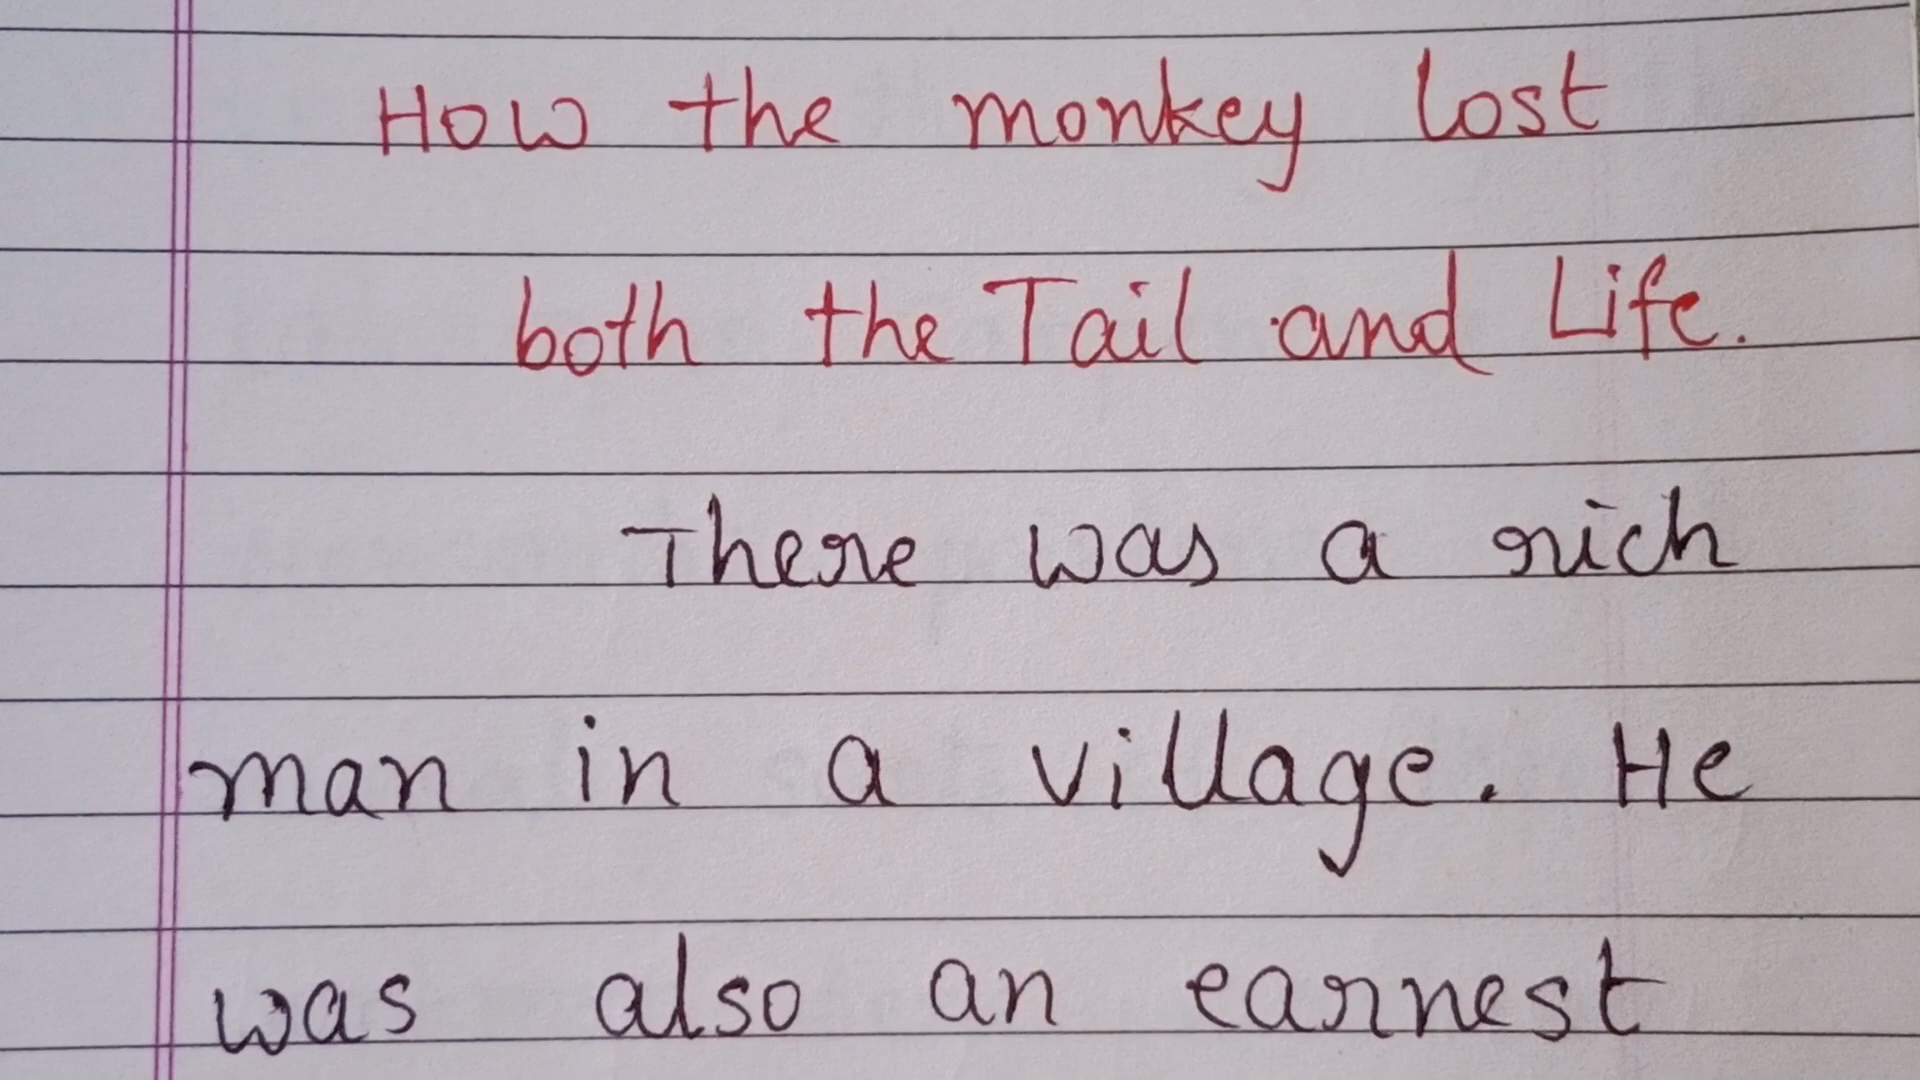 How the monkey lost
both the Tail and Life.
There was a rich
man in a village. He
was also an earnest